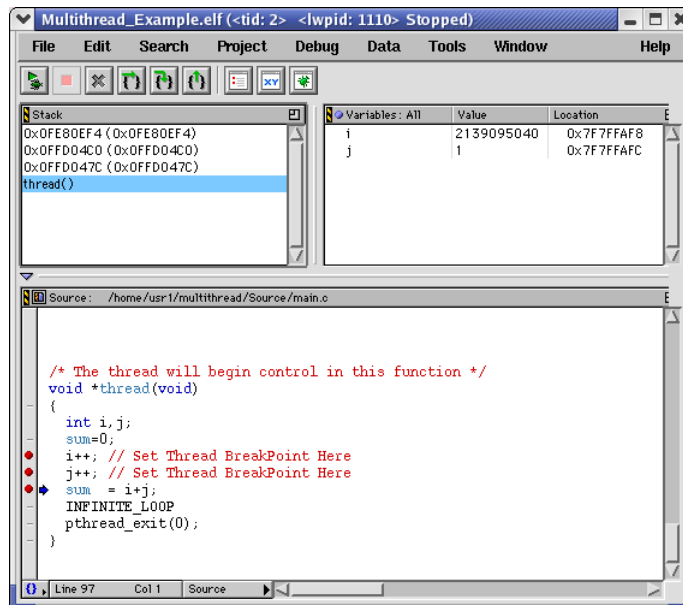 Multithread_Example.elf (<tid: 2> <lwpid: 1110> Stopped)
File Edit Search Project Debug Data Tools Window Help
Stack
0x0FE80EF4 (0x0FE80EF4)
0x0FFD04C0 (0x0FFD04C0)
0x0FFD047C (0x0FFD047C)
thread()
Variables: All Value Location
i 2139095040 0x7F7FFAF8
j 1 0x7F7FFAFC
Source: /home/usr1/multithread/Source/main.c
/* The thread will begin control in this function */
void *thread(void)
{
int i,j;
sum=0;
i++; // Set Thread BreakPoint Here
j++; // Set Thread BreakPoint Here
sum = i+j;
INFINITE_LOOP
pthread_exit(0);
}
{} Line 97 Col 1 Source